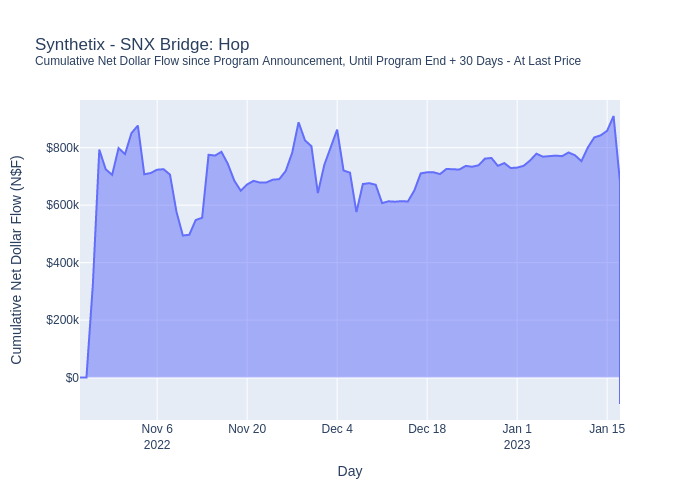 Synthetix - SNX Bridge: Hop
Cumulative Net Dollar Flow since Program Announcement, Until Program End + 30 Days - At Last Price
Cumulative Net Dollar Flow (N$F)
$800k
$600k
$400k
$200k
$0
Nov 6
2022
Nov 20
Dec 4
Dec 18
Jan 1
2023
Jan 15
Day